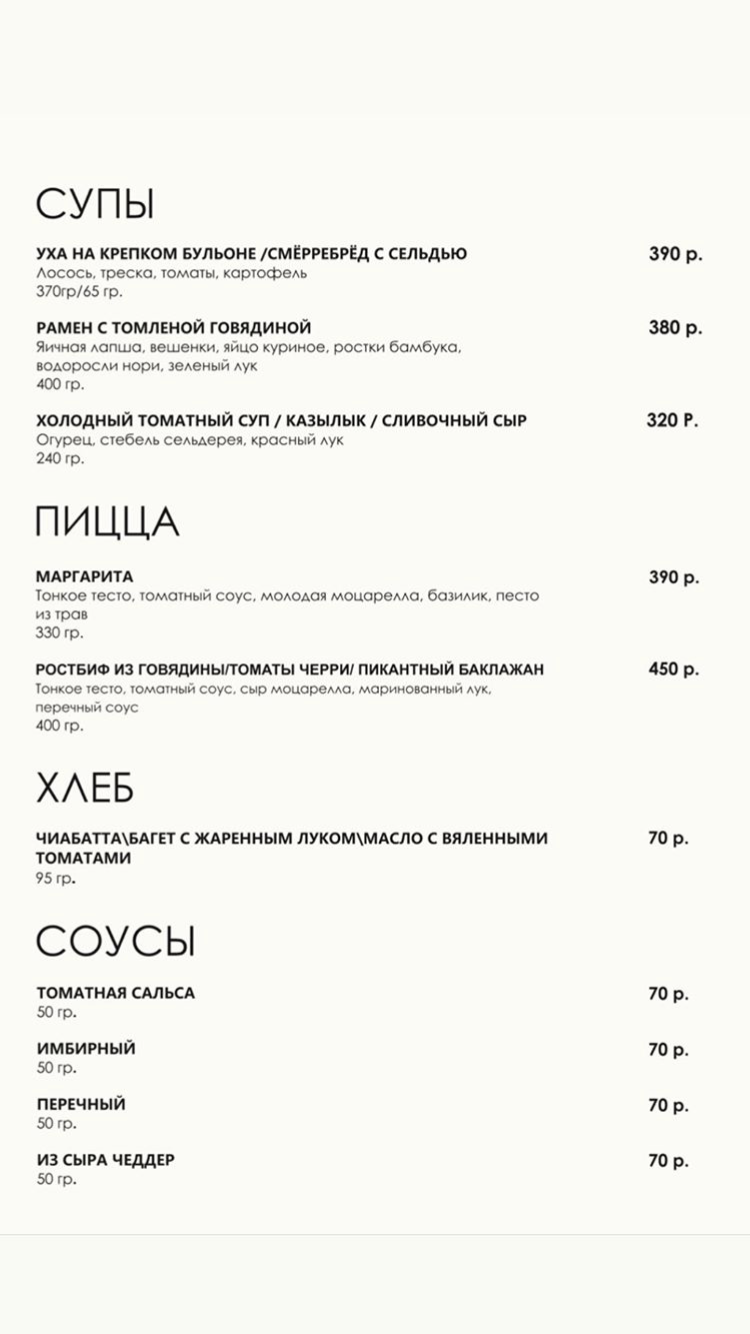 СУПЫ
УХА НА КРЕПКОМ БУЛЬОНЕ /СМЁРРЕБРЁД С СЕЛЬДЬЮ 390 р.
Лосось, треска, томаты, картофель
370гр/65 гр.
РАМЕН С ТОМЛЕНОЙ ГОВЯДИНОЙ 380 р.
Яичная лапша, вешенки, яйцо куриное, ростки бамбука,
водоросли нори, зеленый лук
400 гр.
ХОЛОДНЫЙ ТОМАТНЫЙ СУП / КАЗЫЛЫК / СЛИВОЧНЫЙ СЫР 320 Р.
Огурец, стебель сельдерея, красный лук
240 гр.
ПИЦЦА
МАРГАРИТА 390 р.
Тонкое тесто, томатный соус, молодая моцарелла, базилик, песто
из трав
330 гр.
РОСТБИФ ИЗ ГОВЯДИНЫ/ТОМАТЫ ЧЕРРИ/ ПИКАНТНЫЙ БАКЛАЖАН 450 р.
Тонкое тесто, томатный соус, сыр моцарелла, маринованный лук,
перечный соус
400 гр.
ХЛЕБ
ЧИАБАТТА\БАГЕТ С ЖАРЕННЫМ ЛУКОМ\МАСЛО С ВЯЛЕННЫМИ 70 р.
ТОМАТАМИ
95 гр.
СОУСЫ
ТОМАТНАЯ САЛЬСА 70 р.
50 гр.
ИМБИРНЫЙ 70 р.
50 гр.
ПЕРЕЧНЫЙ 70 р.
50 гр.
ИЗ СЫРА ЧЕДДЕР 70 р.
50 гр.